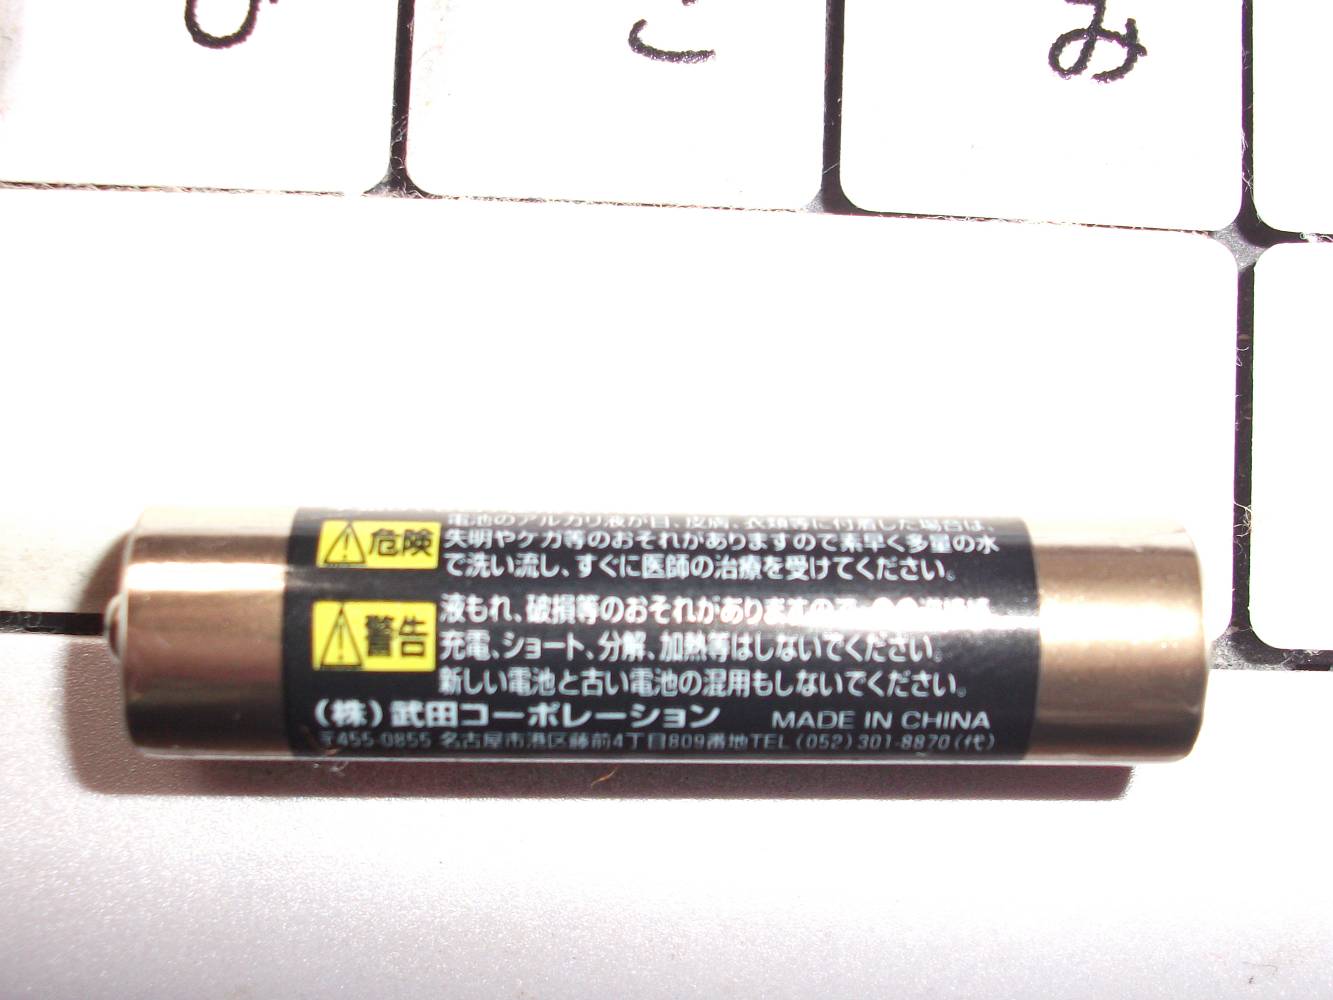 こ
み
危険
電池のアルカリ液が目、皮膚、衣類等に付着した場合は、
失明やケガ等のおそれがありますので素早く多量の水
で洗い流し、すぐに医師の治療を受けてください。
警告
液もれ、破損等のおそれがありますので、⊕⊖逆接続、
充電、ショート、分解、加熱等はしないでください。
新しい電池と古い電池の混用もしないでください。
(株)武田コーポレーション MADE IN CHINA
〒455-0855 名古屋市港区藤前4丁目809番地TEL(052)301-8870(代)